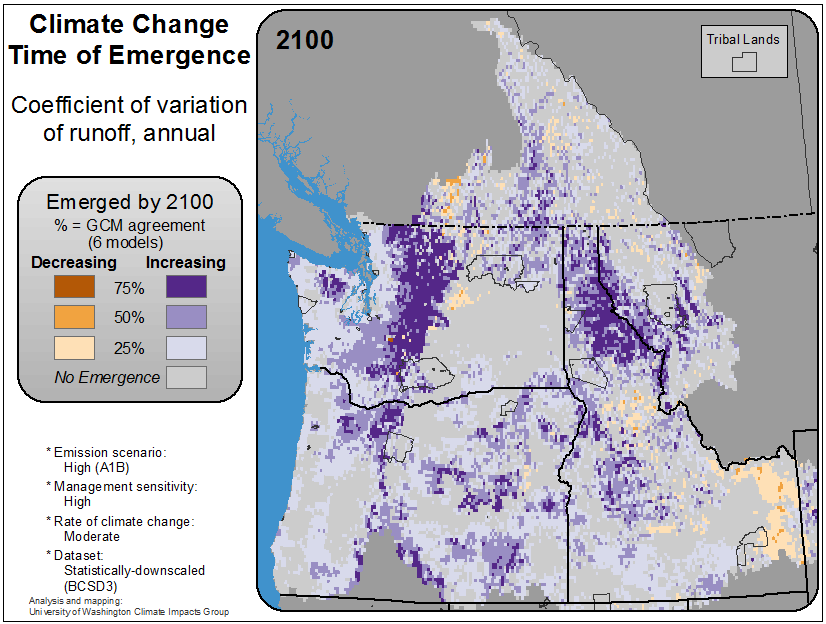 Climate Change
Time of Emergence
Coefficient of variation
of runoff, annual
Emerged by 2100
% = GCM agreement
(6 models)
Decreasing Increasing
75%
50%
25%
No Emergence
* Emission scenario:
High (A1B)
* Management sensitivity:
High
* Rate of climate change:
Moderate
* Dataset:
Statistically-downscaled
(BCSD3)
Analysis and mapping:
University of Washington Climate Impacts Group
2100
Tribal Lands